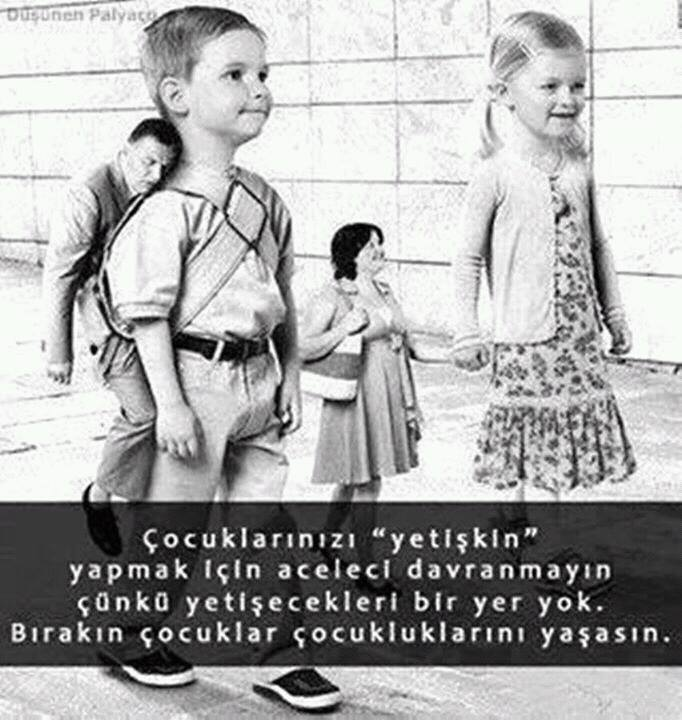 Düşünen Palyaço
Çocuklarınızı “yetişkin”
yapmak için aceleci davranmayın
çünkü yetişecekleri bir yer yok.
Bırakın çocuklar çocukluklarını yaşasın.